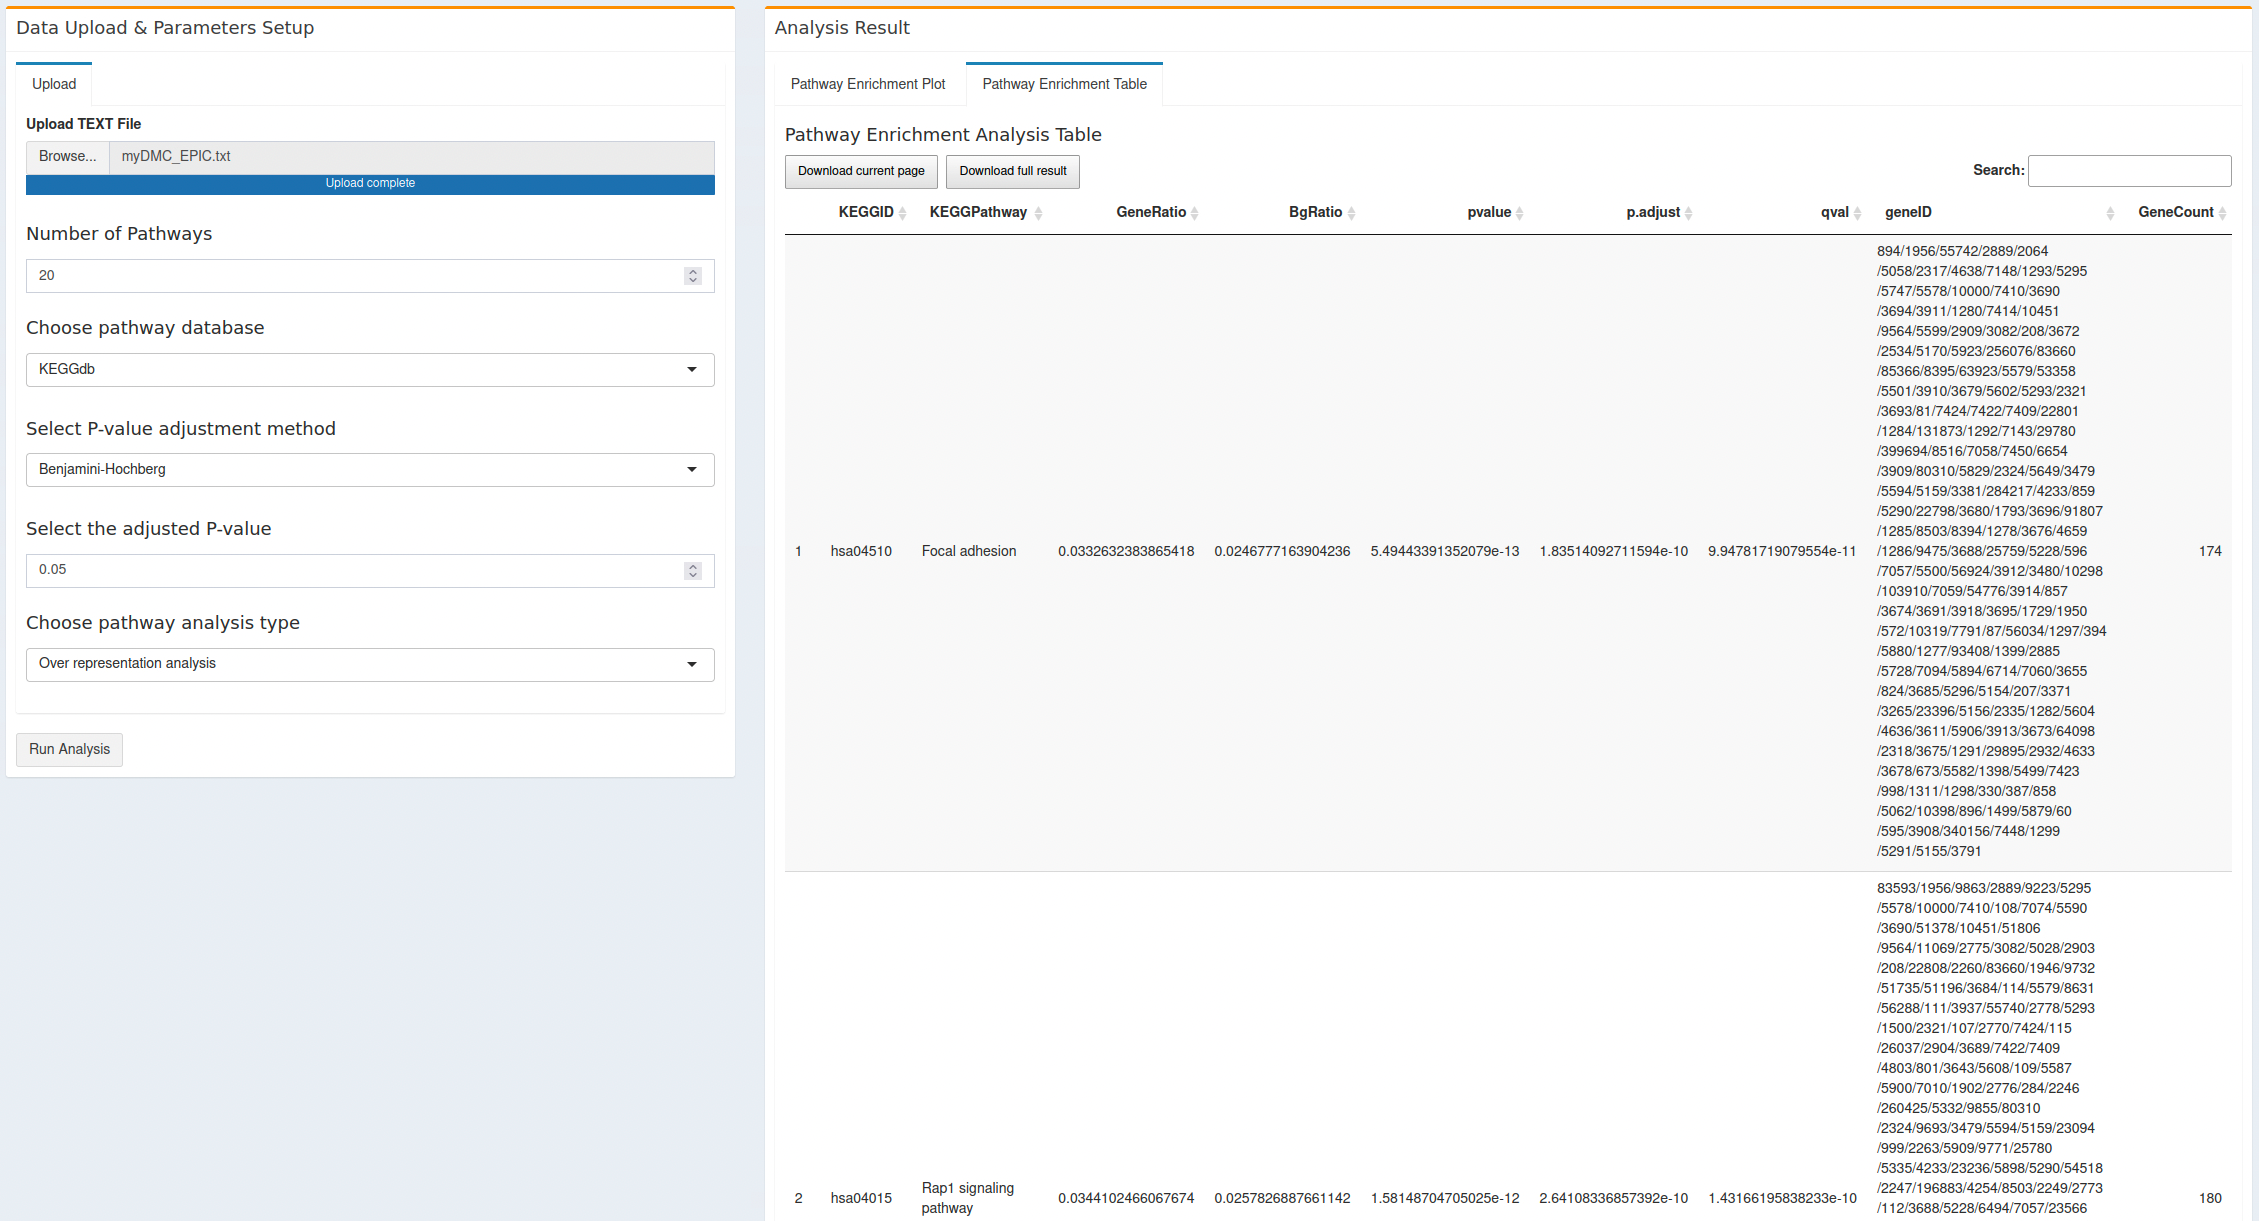 Data Upload & Parameters Setup
Upload
Upload TEXT File
Browse... myDMC_EPIC.txt
Upload complete
Number of Pathways
20
Choose pathway database
KEGGdb
Select P-value adjustment method
Benjamini-Hochberg
Select the adjusted P-value
0.05
Choose pathway analysis type
Over representation analysis
Run Analysis
Analysis Result
Pathway Enrichment Plot Pathway Enrichment Table
Pathway Enrichment Analysis Table
Download current page Download full result Search:
KEGGID KEGGPathway GeneRatio BgRatio pvalue p.adjust qval geneID GeneCount
894/1956/55742/2889/2064
/5058/2317/4638/7148/1293/5295
/5747/5578/10000/7410/3690
/3694/3911/1280/7414/10451
/9564/5599/2909/3082/208/3672
/2534/5170/5923/256076/83660
/85366/8395/63923/5579/53358
/5501/3910/3679/5602/5293/2321
/3693/81/7424/7422/7409/22801
/1284/131873/1292/7143/29780
/399694/8516/7058/7450/6654
/3909/80310/5829/2324/5649/3479
/5594/5159/3381/284217/4233/859
/5290/22798/3680/1793/3696/91807
/1285/8503/8394/1278/3676/4659
1 hsa04510 Focal adhesion 0.0332632383865418 0.0246777163904236 5.49443391352079e-13 1.83514092711594e-10 9.94781719079554e-11 /1286/9475/3688/25759/5228/596 174
/7057/5500/56924/3912/3480/10298
/103910/7059/54776/3914/857
/3674/3691/3918/3695/1729/1950
/572/10319/7791/87/56034/1297/394
/5880/1277/93408/1399/2885
/5728/7094/5894/6714/7060/3655
/824/3685/5296/5154/207/3371
/3265/23396/5156/2335/1282/5604
/4636/3611/5906/3913/3673/64098
/2318/3675/1291/29895/2932/4633
/3678/673/5582/1398/5499/7423
/998/1311/1298/330/387/858
/5062/10398/896/1499/5879/60
/595/3908/340156/7448/1299
/5291/5155/3791
83593/1956/9863/2889/9223/5295
/5578/10000/7410/108/7074/5590
/3690/51378/10451/51806
/9564/11069/2775/3082/5028/2903
/208/22808/2260/83660/1946/9732
/51735/51196/3684/114/5579/8631
/56288/111/3937/55740/2778/5293
/1500/2321/107/2770/7424/115
/26037/2904/3689/7422/7409
/4803/801/3643/5608/109/5587
/5900/7010/1902/2776/284/2246
/260425/5332/9855/80310
/2324/9693/3479/5594/5159/23094
/999/2263/5909/9771/25780
/5335/4233/23236/5898/5290/54518
2 hsa04015 Rap1 signaling pathway 0.0344102466067674 0.0257826887661142 1.58148704705025e-12 2.64108336857392e-10 1.43166195838233e-10 /2247/196883/4254/8503/2249/2773 180
/112/3688/5228/6494/7057/23566